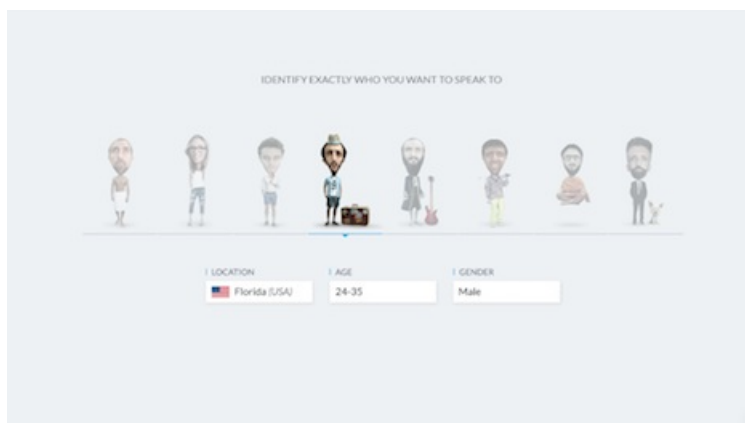 IDENTIFY EXACTLY WHO YOU WANT TO SPEAK TO
LOCATION
AGE
GENDER
Florida (USA)
24-35
Male